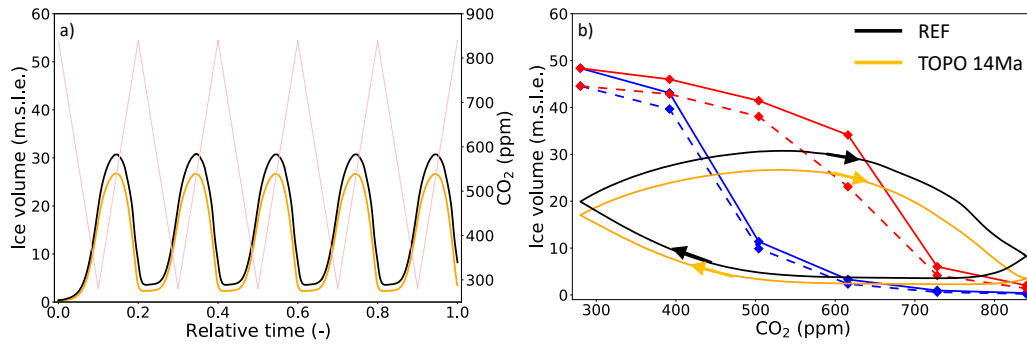 a)
Ice volume (m.s.l.e.)
60
50
40
30
20
10
0
0.0 0.2 0.4 0.6 0.8 1.0
Relative time (-)
900
800
700
600
500
400
300
CO2 (ppm)
b)
REF
TOPO 14Ma
Ice volume (m.s.l.e.)
60
50
40
30
20
10
0
300 400 500 600 700 800
CO2 (ppm)